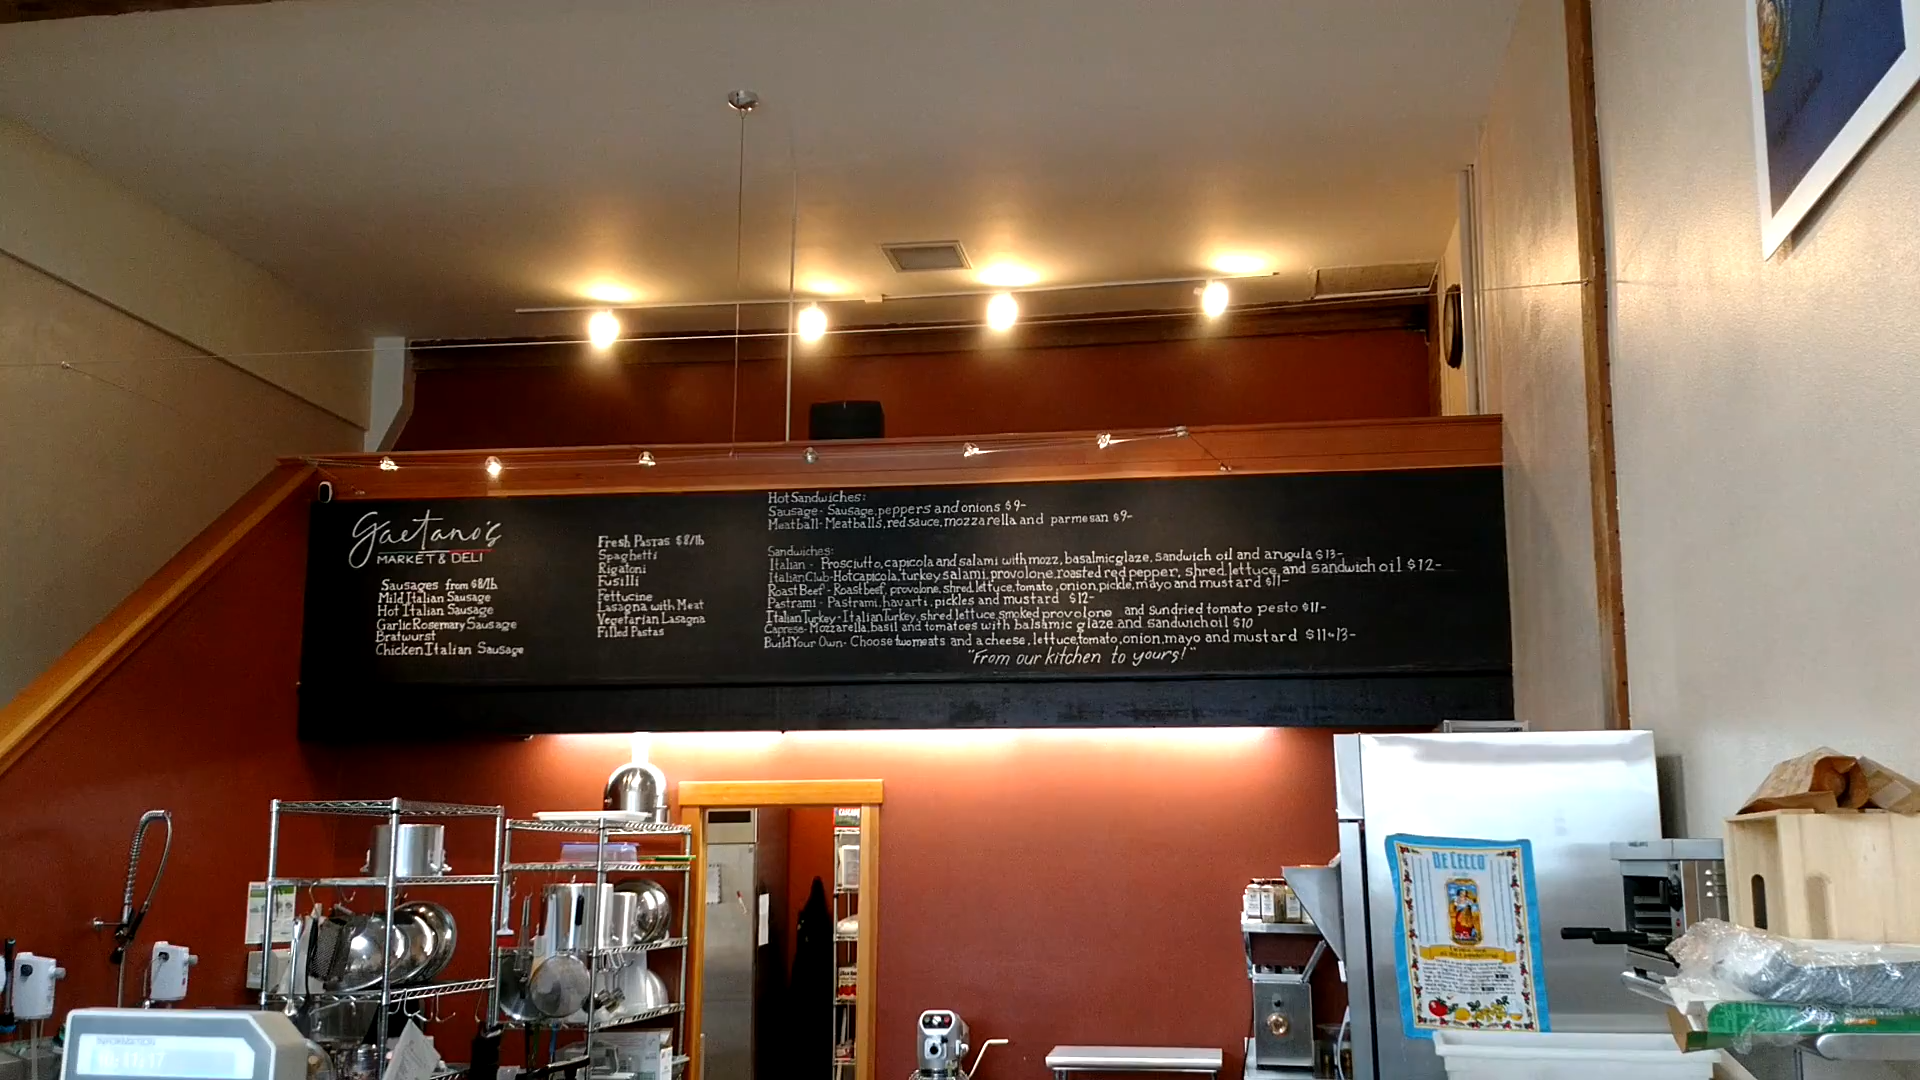 Gaetano's
MARKET & DELI
Sausages from $8/lb
Mild Italian Sausage
Hot Italian Sausage
Garlic Rosemary Sausage
Bratwurst
Chicken Italian Sausage
Fresh Pastas $8/lb
Spaghetti
Rigatoni
Fusilli
Fettucine
Lasagna with Meat
Vegetarian Lasagna
Filled Pastas
Hot Sandwiches:
Sausage - Sausage, peppers and onions $9-
Meatball - Meatballs, red sauce, mozzarella and parmesan $9-
Sandwiches:
Italian - Prosciutto, capicola and salami with mozz, basalmic glaze, sandwich oil and arugula $13-
Italian Club - Hot capicola, turkey, salami, provolone, roasted red pepper, shred lettuce and sandwich oil $12-
Roast Beef - Roast beef, provolone, shred lettuce, tomato, onion, pickle, mayo and mustard $11-
Pastrami - Pastrami, havarti, pickles and mustard $12-
Italian Turkey - Italian Turkey, shred lettuce, smoked provolone and sundried tomato pesto $11-
Caprese - Mozzarella, basil and tomatoes with balsamic glaze and sandwich oil $10
Build Your Own - Choose two meats and a cheese, lettuce, tomato, onion, mayo and mustard $11-13-
"From our kitchen to yours!"
DE CECCO
INFORMATION